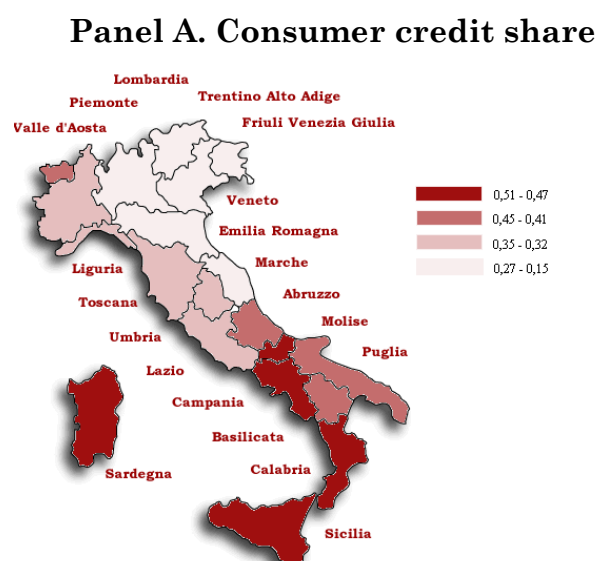 Panel A. Consumer credit share
Lombardia
Trentino Alto Adige
Piemonte
Friuli Venezia Giulia
Valle d'Aosta
Veneto
Emilia Romagna
Marche
Liguria
Abruzzo
Toscana
Molise
Umbria
Puglia
Lazio
Campania
Basilicata
Calabria
Sardegna
Sicilia
0,51 - 0,47
0,45 - 0,41
0,35 - 0,32
0,27 - 0,15